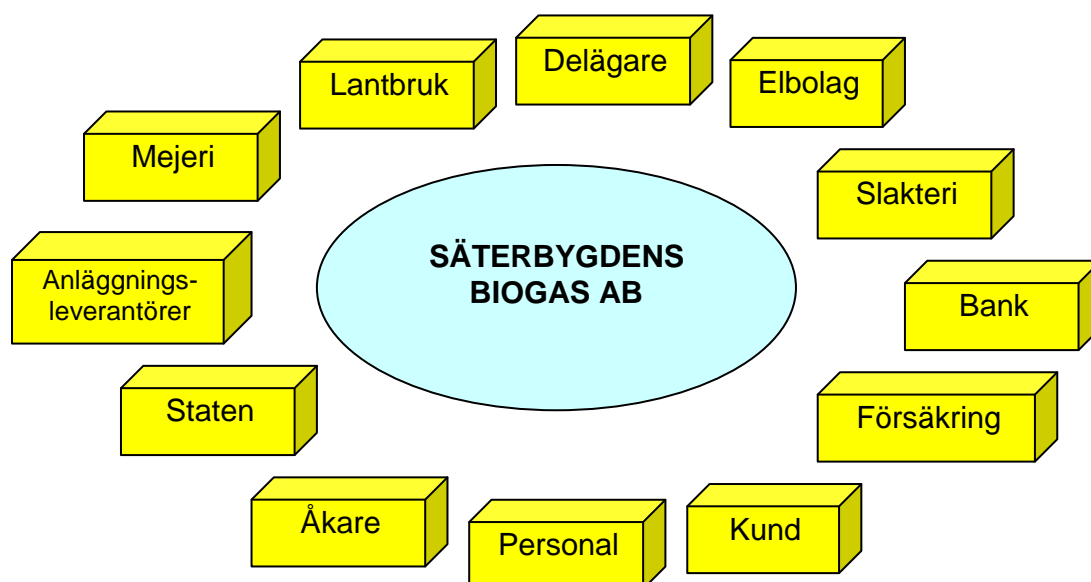 Delägare
Lantbruk
Elbolag
Mejeri
Slakteri
SÄTERBYGDENS
BIOGAS AB
Anläggnings-
leverantörer
Bank
Staten
Försäkring
Åkare
Personal
Kund